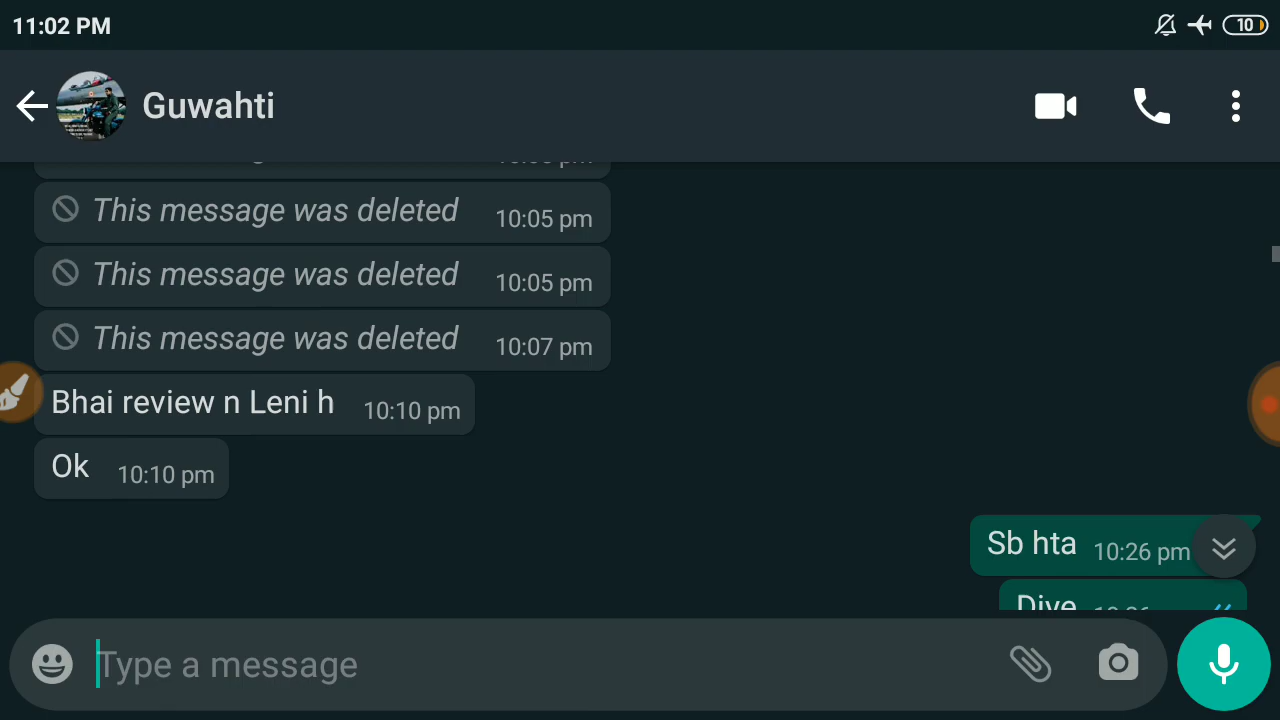 11:02 PM
10
Guwahti
This message was deleted 10:05 pm
This message was deleted 10:05 pm
This message was deleted 10:07 pm
Bhai review n Leni h 10:10 pm
Ok 10:10 pm
Sb hta 10:26 pm
Dive
Type a message